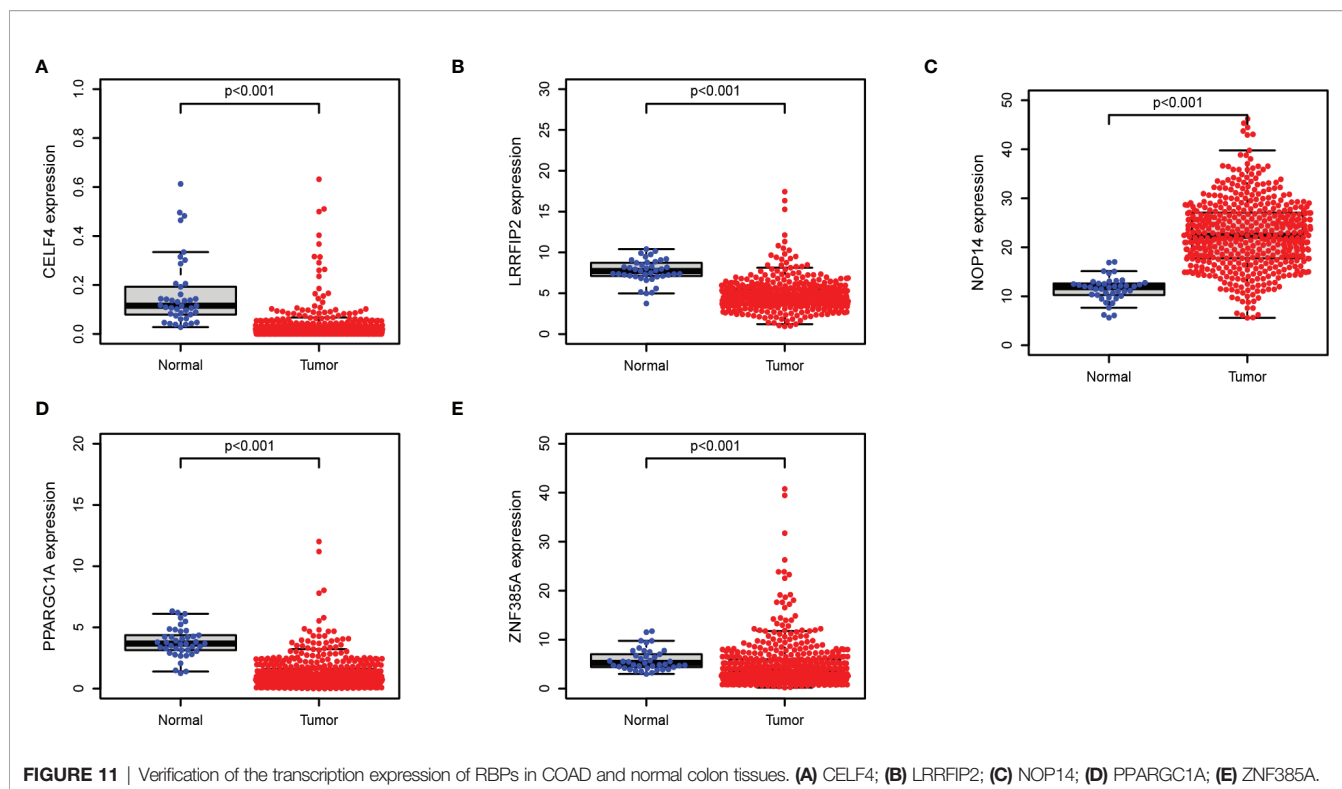 A
CELF4 expression
1.0
0.8
0.6
0.4
0.2
0.0
p<0.001
Normal Tumor
B
LRRFIP2 expression
30
25
20
15
10
5
0
p<0.001
Normal Tumor
C
NOP14 expression
50
40
30
20
10
0
p<0.001
Normal Tumor
D
PPARGC1A expression
20
15
10
5
0
p<0.001
Normal Tumor
E
ZNF385A expression
50
40
30
20
10
0
p<0.001
Normal Tumor
FIGURE 11 | Verification of the transcription expression of RBPs in COAD and normal colon tissues. (A) CELF4; (B) LRRFIP2; (C) NOP14; (D) PPARGC1A; (E) ZNF385A.